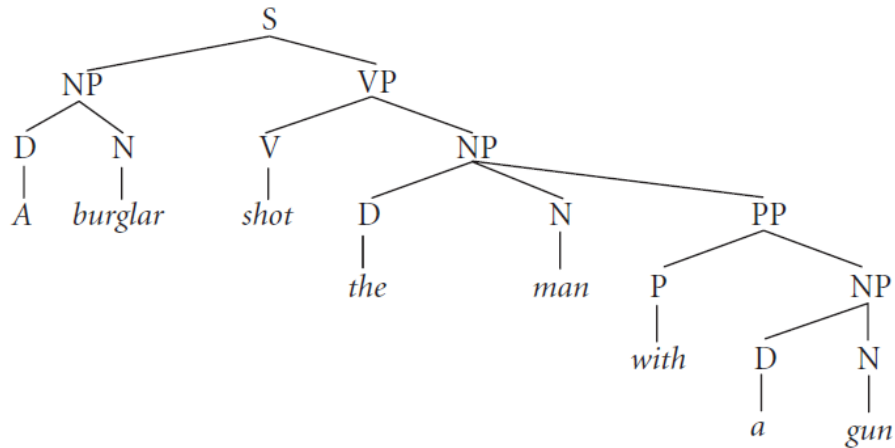 S
NP VP
D N V NP
A burglar shot D N PP
the man P NP
with D N
a gun